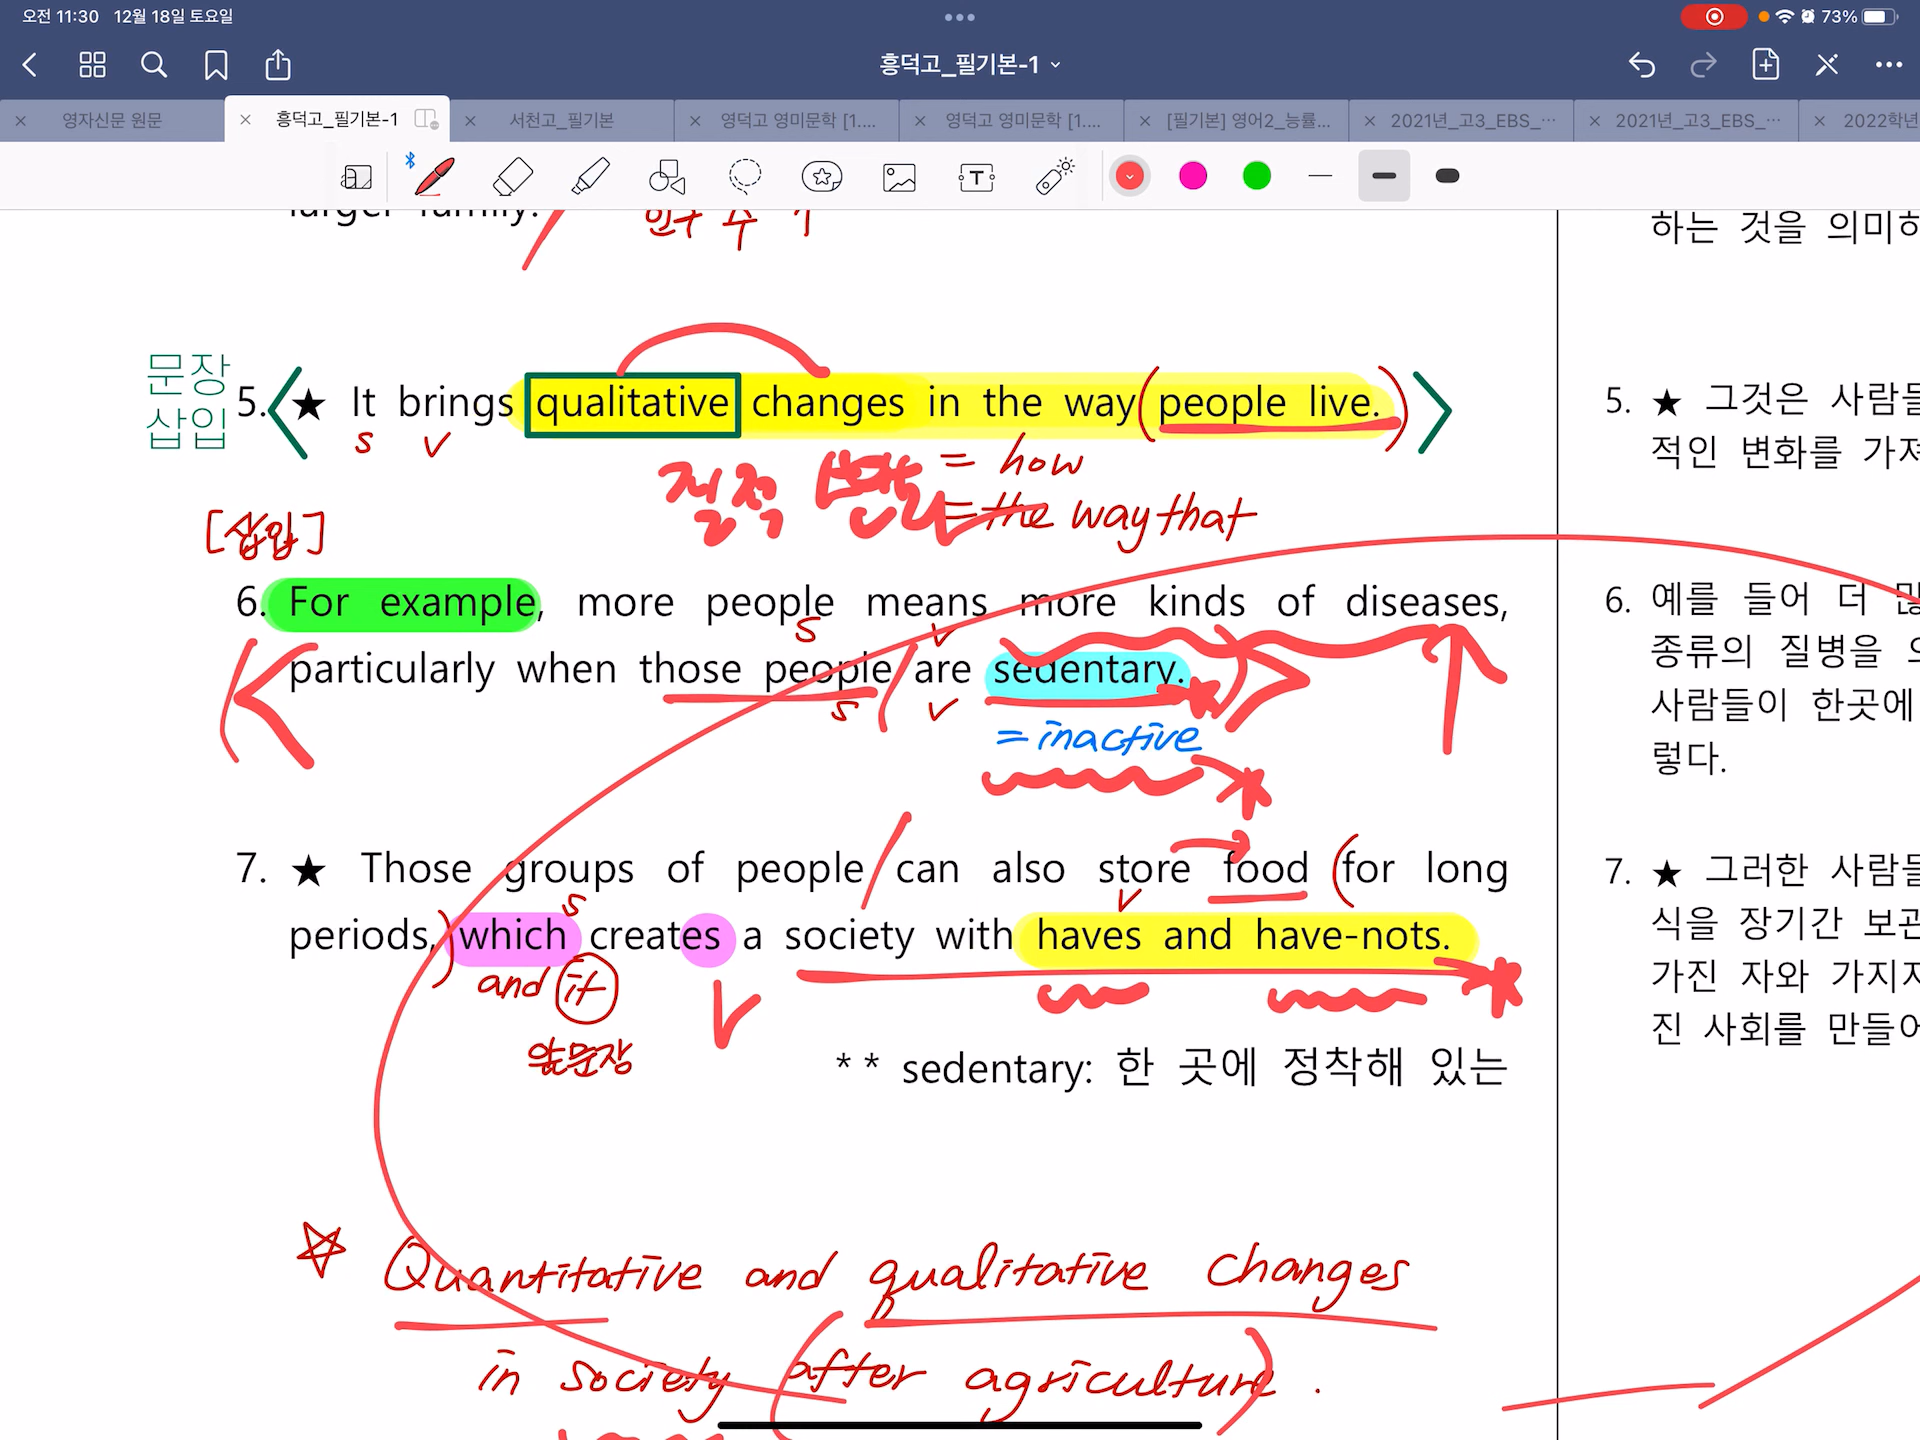 오전 11:30 12월 18일 토요일
73%
흥덕고_필기본-1
영자신문 원문
흥덕고_필기본-1
서천고_필기본
영덕고 영미문학 [1....
영덕고 영미문학 [1....
[필기본] 영어2_능률...
2021년_고3_EBS_...
2021년_고3_EBS_...
2022학년
larger family.
하는 것을 의미하
문장
삽입
5. ★ It brings qualitative changes in the way (people live.)
s v
= how
질적 변화
= the way that
[삽입]
6. For example, more people means more kinds of diseases,
s v
particularly when those people are sedentary.
s v
= inactive
7. ★ Those groups of people can also store food (for long
s v
periods,) which creates a society with haves and have-nots.
and it
앞문장
** sedentary: 한 곳에 정착해 있는
Quantitative and qualitative changes
in society (after agriculture).
5. ★ 그것은 사람들
적인 변화를 가져
6. 예를 들어 더 많
종류의 질병을 으
사람들이 한곳에
렇다.
7. ★ 그러한 사람들
식을 장기간 보관
가진 자와 가지지
진 사회를 만들어